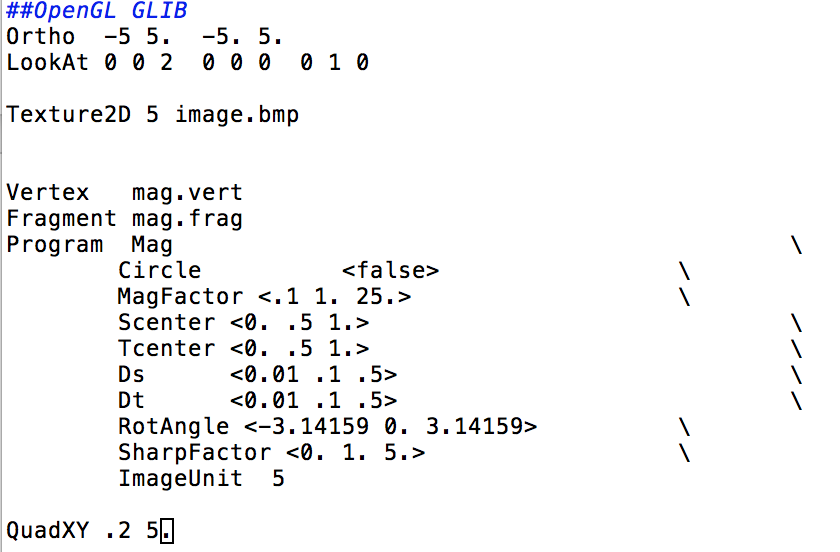 ##OpenGL GLIB
Ortho  -5 5.  -5. 5.
LookAt 0 0 2  0 0 0  0 1 0
Texture2D 5 image.bmp
Vertex   mag.vert
Fragment mag.frag
Program  Mag                                            \
        Circle          <false>                 \
        MagFactor <.1 1. 25.>                   \
        Scenter <0. .5 1.>                              \
        Tcenter <0. .5 1.>                              \
        Ds      <0.01 .1 .5>                            \
        Dt      <0.01 .1 .5>                            \
        RotAngle <-3.14159 0. 3.14159>          \
        SharpFactor <0. 1. 5.>                  \
        ImageUnit  5
QuadXY .2 5.